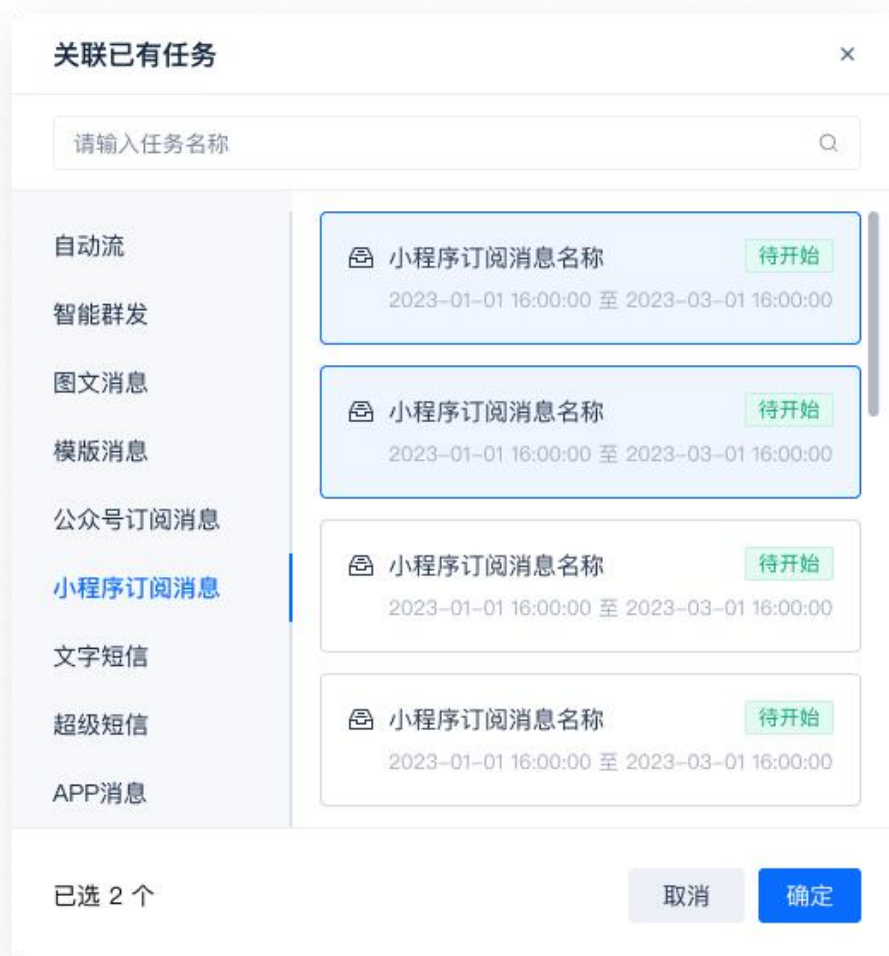 关联已有任务
请输入任务名称
自动流
智能群发
图文消息
模版消息
公众号订阅消息
小程序订阅消息
文字短信
超级短信
APP消息
小程序订阅消息名称 待开始
2023-01-01 16:00:00 至 2023-03-01 16:00:00
小程序订阅消息名称 待开始
2023-01-01 16:00:00 至 2023-03-01 16:00:00
小程序订阅消息名称 待开始
2023-01-01 16:00:00 至 2023-03-01 16:00:00
小程序订阅消息名称 待开始
2023-01-01 16:00:00 至 2023-03-01 16:00:00
已选 2 个
取消 确定